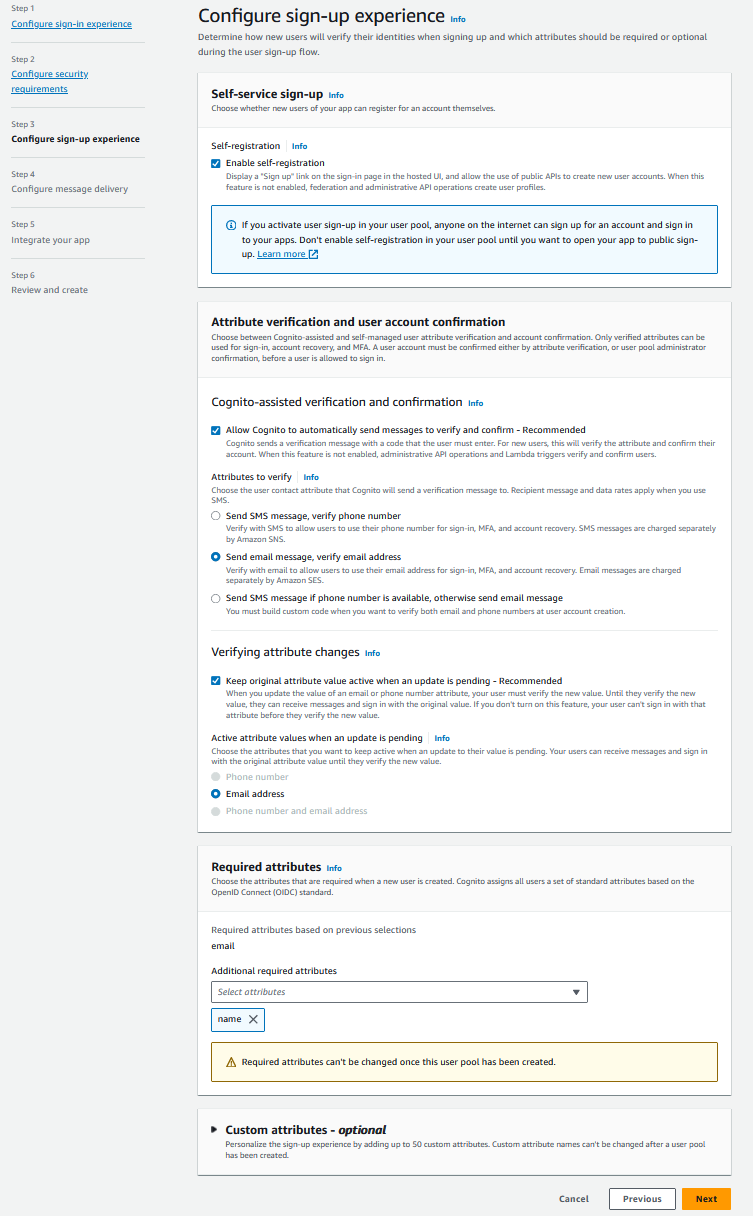 Step 1
Configure sign-in experience
Step 2
Configure security
requirements
Step 3
Configure sign-up experience
Step 4
Configure message delivery
Step 5
Integrate your app
Step 6
Review and create
Configure sign-up experience Info
Determine how new users will verify their identities when signing up and which attributes should be required or optional
during the user sign-up flow.
Self-service sign-up Info
Choose whether new users of your app can register for an account themselves.
Self-registration Info
Enable self-registration
Display a "Sign up" link on the sign-in page in the hosted UI, and allow the use of public APIs to create new user accounts. When this
feature is not enabled, federation and administrative API operations create user profiles.
If you activate user sign-up in your user pool, anyone on the internet can sign up for an account and sign in
to your apps. Don't enable self-registration in your user pool until you want to open your app to public sign-
up. Learn more
Attribute verification and user account confirmation
Choose between Cognito-assisted and self-managed user attribute verification and account confirmation. Only verified attributes can be
used for sign-in, account recovery, and MFA. A user account must be confirmed either by attribute verification, or user pool administrator
confirmation, before a user is allowed to sign in.
Cognito-assisted verification and confirmation Info
Allow Cognito to automatically send messages to verify and confirm - Recommended
Cognito sends a verification message with a code that the user must enter. For new users, this will verify the attribute and confirm their
account. When this feature is not enabled, administrative API operations and Lambda triggers verify and confirm users.
Attributes to verify Info
Choose the user contact attribute that Cognito will send a verification message to. Recipient message and data rates apply when you use
SMS.
Send SMS message, verify phone number
Verify with SMS to allow users to use their phone number for sign-in, MFA, and account recovery. SMS messages are charged separately
by Amazon SNS.
Send email message, verify email address
Verify with email to allow users to use their email address for sign-in, MFA, and account recovery. Email messages are charged
separately by Amazon SES.
Send SMS message if phone number is available, otherwise send email message
You must build custom code when you want to verify both email and phone numbers at user account creation.
Verifying attribute changes Info
Keep original attribute value active when an update is pending - Recommended
When you update the value of an email or phone number attribute, your user must verify the new value. Until they verify the new
value, they can receive messages and sign in with the original value. If you don't turn on this feature, your user can't sign in with that
attribute before they verify the new value.
Active attribute values when an update is pending Info
Choose the attributes that you want to keep active when an update to their value is pending. Your users can receive messages and sign in
with the original attribute value until they verify the new value.
Phone number
Email address
Phone number and email address
Required attributes Info
Choose the attributes that are required when a new user is created. Cognito assigns all users a set of standard attributes based on the
OpenID Connect (OIDC) standard.
Required attributes based on previous selections
email
Additional required attributes
Select attributes
name
Required attributes can't be changed once this user pool has been created.
Custom attributes - optional
Personalize the sign-up experience by adding up to 50 custom attributes. Custom attribute names can't be changed after a user pool
has been created.
Cancel Previous Next